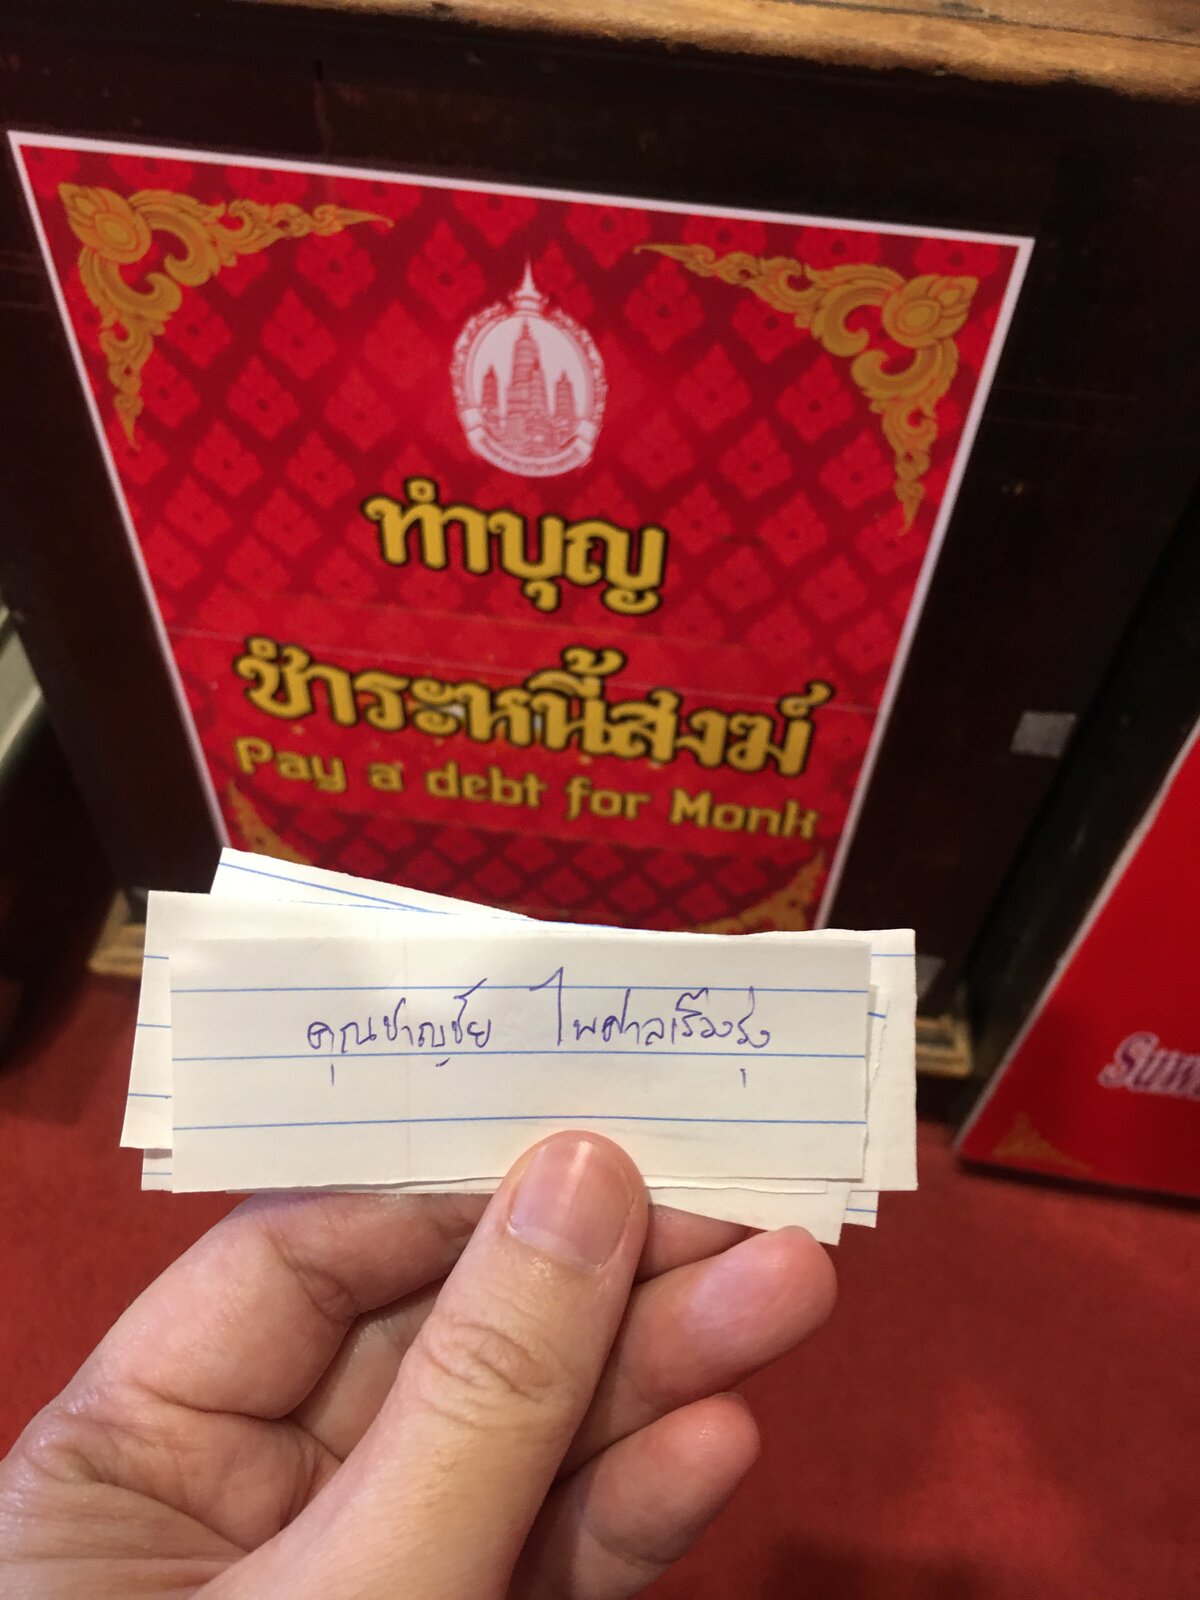 ทำบุญ
ชำระหนี้สงฆ์
Pay a debt for Monk
คุณชาญชัย ไพศาลเรืองรุ่ง